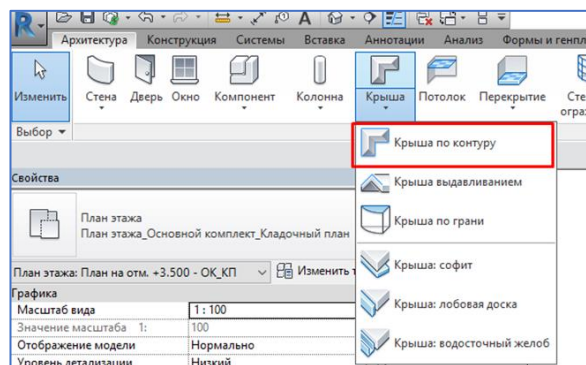 Архитектура Конструкция Системы Вставка Аннотации Анализ Формы и генпл
Изменить Стена Дверь Окно Компонент Колонна Крыша Потолок Перекрытие Сте
огра
Выбор
Крыша по контуру
Крыша выдавливанием
Крыша по грани
Крыша: софит
Крыша: лобовая доска
Крыша: водосточный желоб
Свойства
План этажа
План этажа_Основной комплект_Кладочный план
План этажа: План на отм. +3.500 - ОК_КП Изменить т
Графика
Масштаб вида 1 : 100
Значение масштаба 1: 100
Отображение модели Нормально
Уровень детализации Низкий